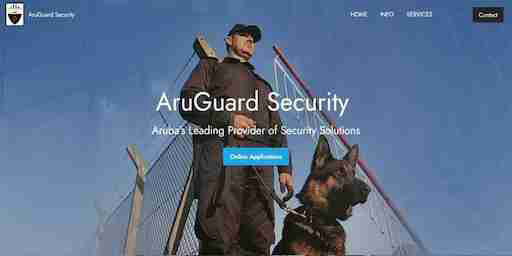 AruGuard Security
HOME INFO SERVICES
Contact
AruGuard Security
Aruba's Leading Provider of Security Solutions
Online Applications